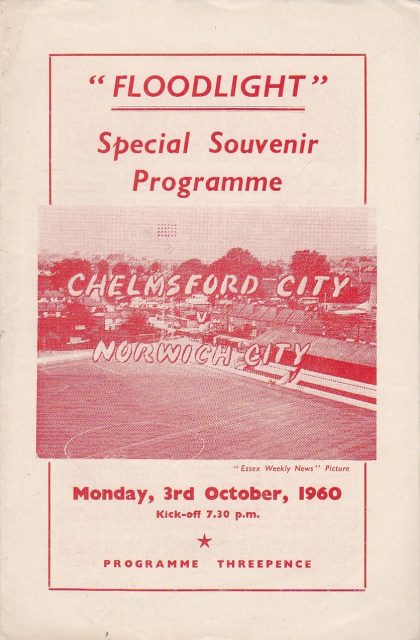 “FLOODLIGHT”
Special Souvenir
Programme
CHELMSFORD CITY
v
NORWICH CITY
“Essex Weekly News” Picture
Monday, 3rd October, 1960
Kick-off 7.30 p.m.
PROGRAMME THREEPENCE